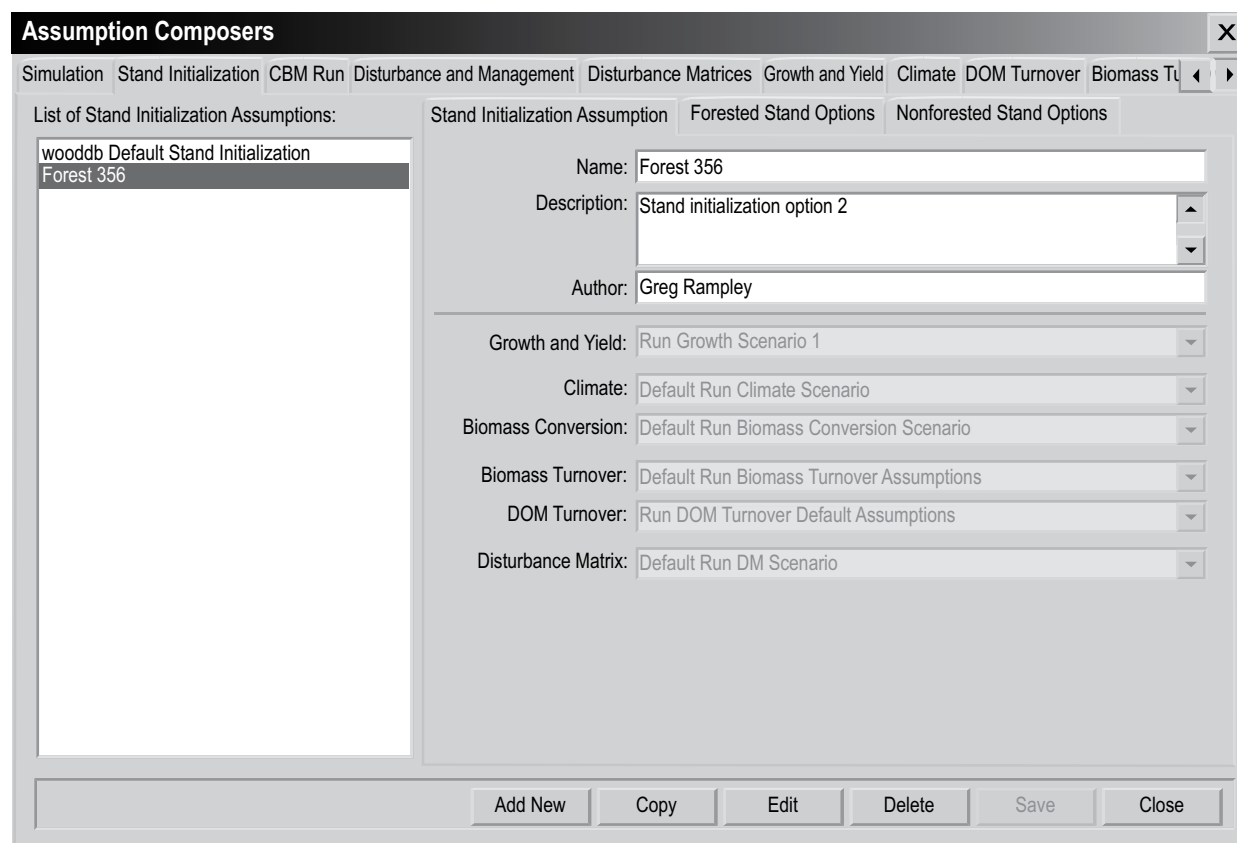 Assumption Composers
X
Simulation Stand Initialization CBM Run Disturbance and Management Disturbance Matrices Growth and Yield Climate DOM Turnover Biomass
List of Stand Initialization Assumptions:
wooddb Default Stand Initialization
Forest 356
Stand Initialization Assumption Forested Stand Options Nonforested Stand Options
Name: Forest 356
Description: Stand initialization option 2
Author: Greg Rampley
Growth and Yield: Run Growth Scenario 1
Climate: Default Run Climate Scenario
Biomass Conversion: Default Run Biomass Conversion Scenario
Biomass Turnover: Default Run Biomass Turnover Assumptions
DOM Turnover: Run DOM Turnover Default Assumptions
Disturbance Matrix: Default Run DM Scenario
Add New Copy Edit Delete Save Close